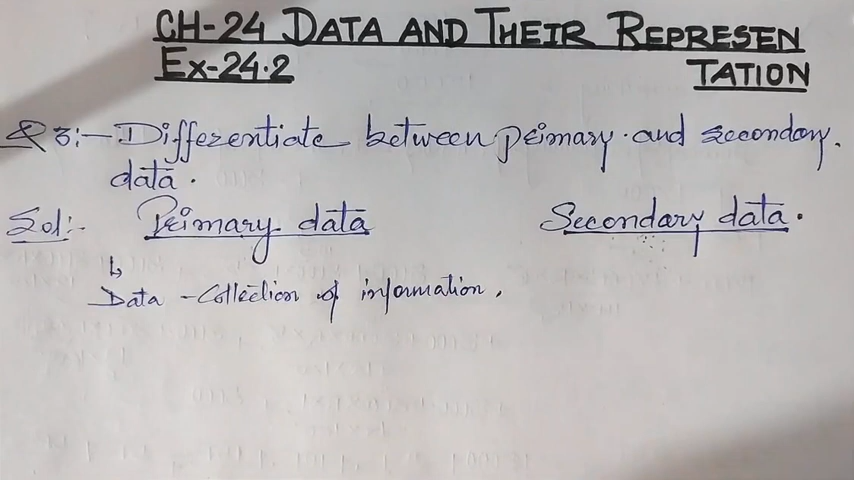 CH-24 DATA AND THEIR REPRESEN
Ex-24.2 TATION
Q 3:- Differentiate between primary and secondary.
data.
Sol:- Primary data Secondary data.
↳
Data - Collection of information.